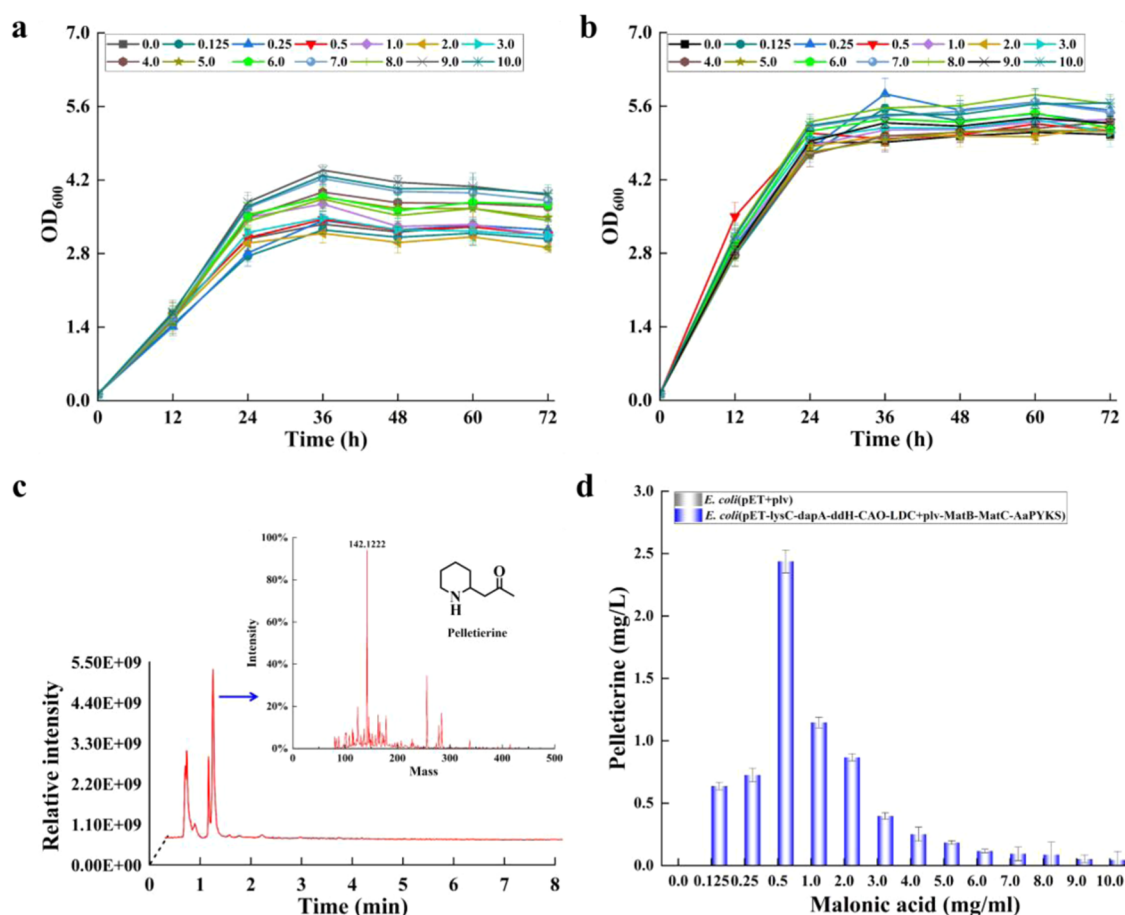 a
7.0
5.6
4.2
2.8
1.4
0.0
OD600
0.0 0.125 0.25 0.5 1.0 2.0 3.0
4.0 5.0 6.0 7.0 8.0 9.0 10.0
0 12 24 36 48 60 72
Time (h)
b
7.0
5.6
4.2
2.8
1.4
0.0
OD600
0.0 0.125 0.25 0.5 1.0 2.0 3.0
4.0 5.0 6.0 7.0 8.0 9.0 10.0
0 12 24 36 48 60 72
Time (h)
c
5.50E+09
4.40E+09
3.30E+09
2.20E+09
1.10E+09
0.00E+00
Relative intensity
0 1 2 3 4 5 6 7 8
Time (min)
100%
80%
60%
40%
20%
0%
Intensity
142.1222
O
N
H
Pelletierine
0 100 200 300 400 500
Mass
d
3.0
2.5
2.0
1.5
1.0
0.5
0.0
Pelletierine (mg/L)
E. coli(pET+plv)
E. coli(pET-lysC-dapA-ddH-CAO-LDC+plv-MatB-MatC-AaPYKS)
0.0 0.125 0.25 0.5 1.0 2.0 3.0 4.0 5.0 6.0 7.0 8.0 9.0 10.0
Malonic acid (mg/ml)